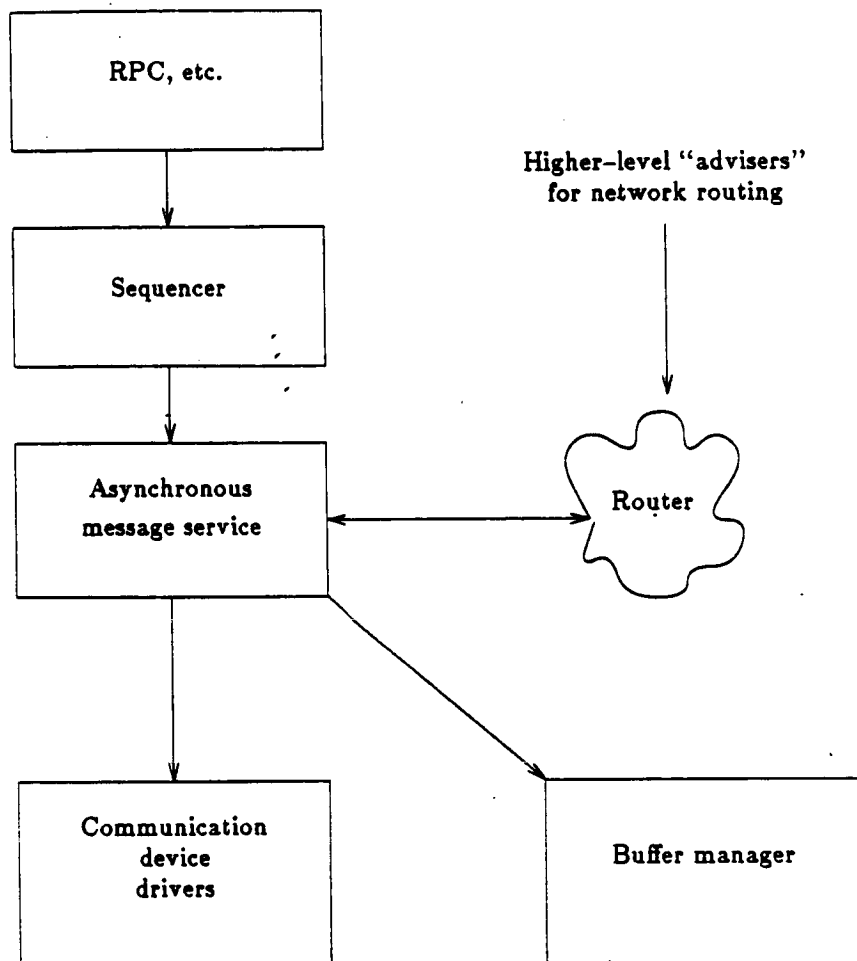 RPC, etc.
Higher–level “advisers”
for network routing
Sequencer
Asynchronous
message service
Router
Communication
device
drivers
Buffer manager